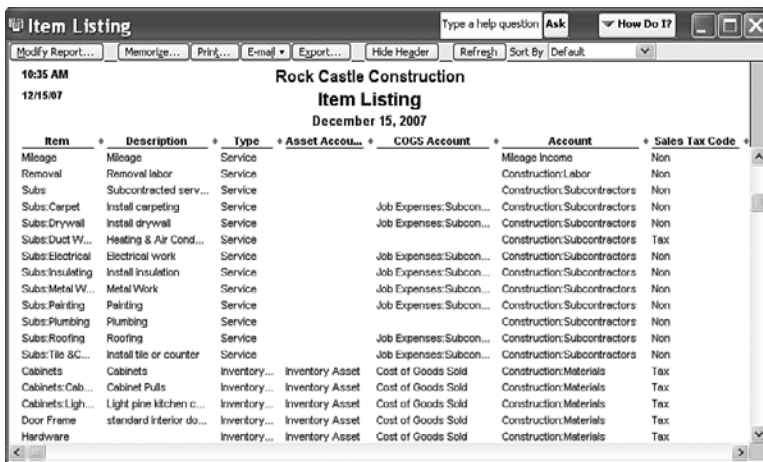 Item Listing
Type a help question Ask How Do I?
Modify Report... Memorize... Print... E-mail Export... Hide Header Refresh Sort By Default
10:35 AM
12/15/07
Rock Castle Construction
Item Listing
December 15, 2007
Item Description Type Asset Accou... COGS Account Account Sales Tax Code
Mileage Mileage Service Mileage Income Non
Removal Removal labor Service Construction:Labor Non
Subs Subcontracted serv... Service Construction:Subcontractors Non
Subs:Carpet Install carpeting Service Job Expenses:Subcon... Construction:Subcontractors Non
Subs:Drywall Install drywall Service Job Expenses:Subcon... Construction:Subcontractors Non
Subs:Duct W... Heating & Air Cond... Service Construction:Subcontractors Tax
Subs:Electrical Electrical work Service Job Expenses:Subcon... Construction:Subcontractors Non
Subs:Insulating Install insulation Service Job Expenses:Subcon... Construction:Subcontractors Non
Subs:Metal W... Metal Work Service Job Expenses:Subcon... Construction:Subcontractors Non
Subs:Painting Painting Service Job Expenses:Subcon... Construction:Subcontractors Non
Subs:Plumbing Plumbing Service Construction:Subcontractors Non
Subs:Roofing Roofing Service Job Expenses:Subcon... Construction:Subcontractors Non
Subs:Tile &C... Install tile or counter Service Job Expenses:Subcon... Construction:Subcontractors Non
Cabinets Cabinets Inventory... Inventory Asset Cost of Goods Sold Construction:Materials Tax
Cabinets:Cab... Cabinet Pulls Inventory... Inventory Asset Cost of Goods Sold Construction:Materials Tax
Cabinets:Ligh... Light pine kitchen c... Inventory... Inventory Asset Cost of Goods Sold Construction:Materials Tax
Door Frame standard interior do... Inventory... Inventory Asset Cost of Goods Sold Construction:Materials Tax
Hardware Inventory... Inventory Asset Cost of Goods Sold Construction:Materials Tax